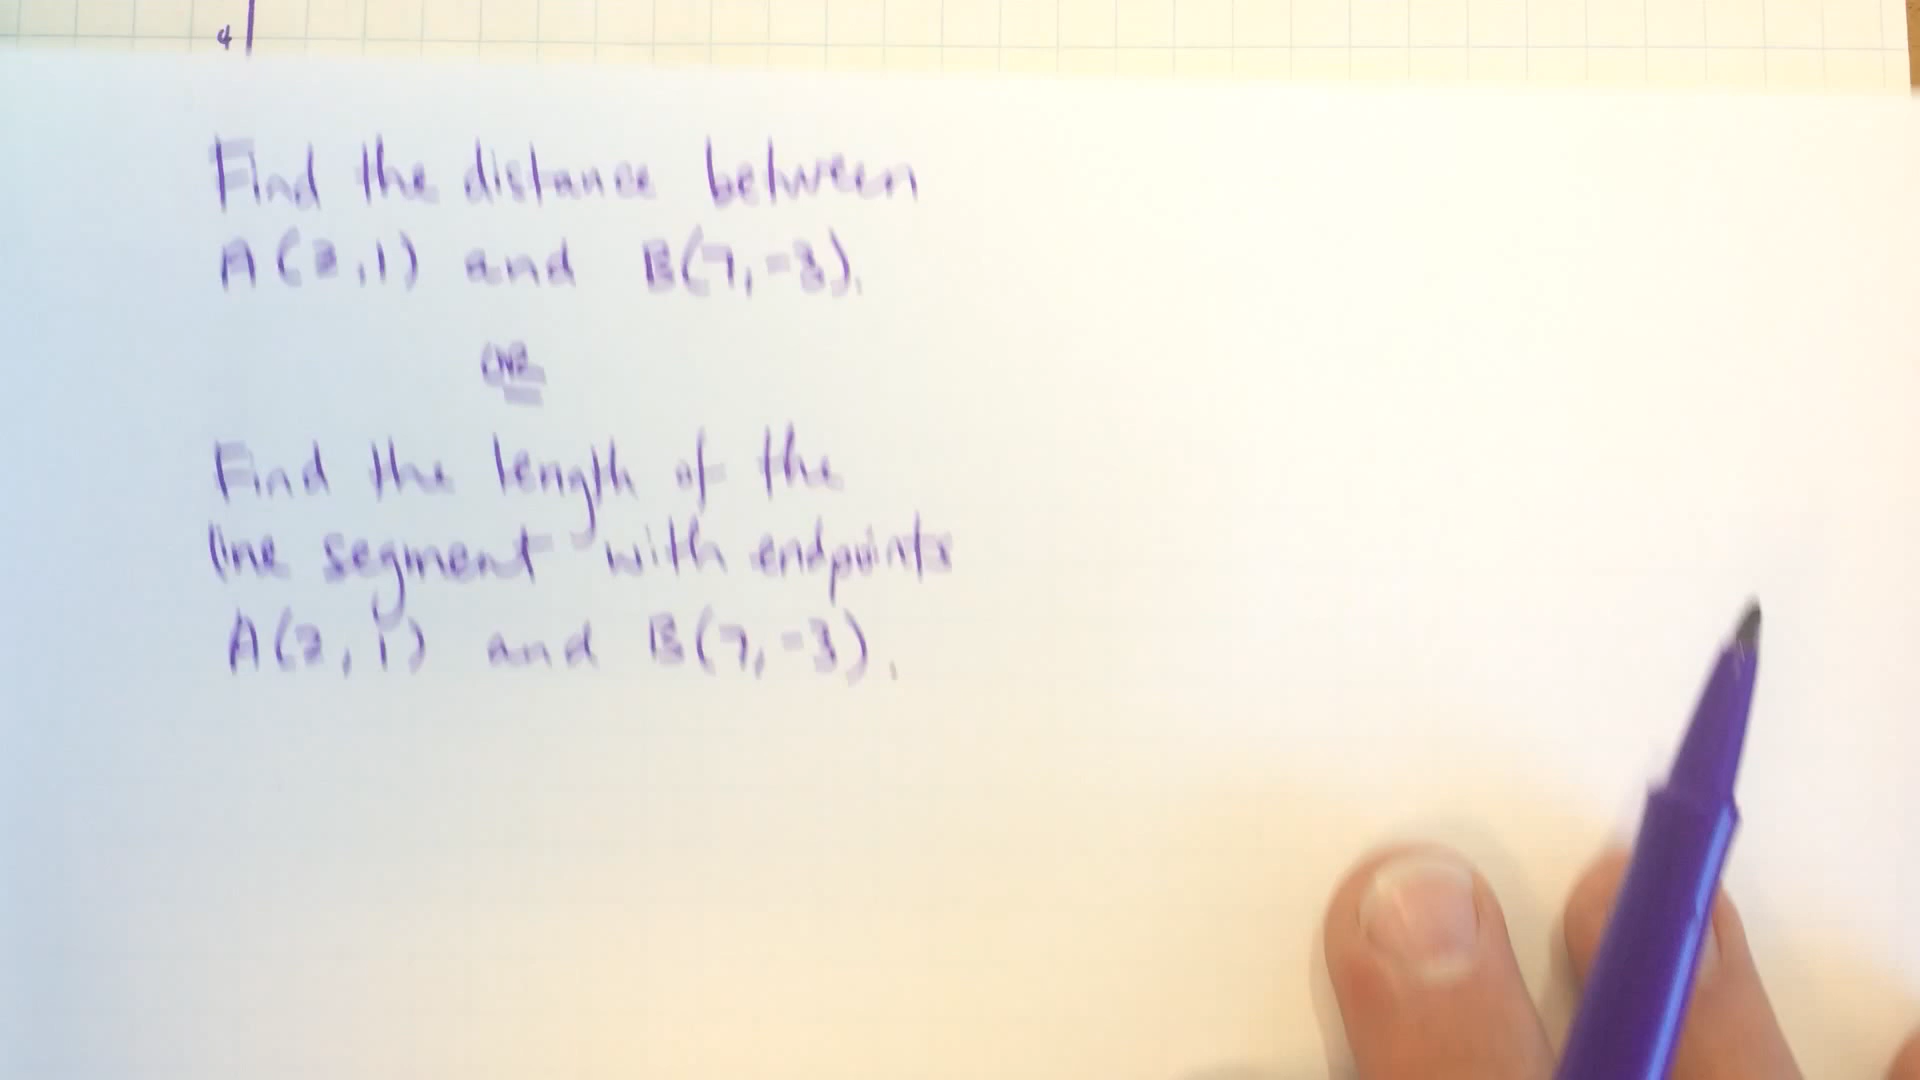 4
Find the distance between
A(2,1) and B(7,-3).
OR
Find the length of the
line segment with endpoints
A(2,1) and B(7,-3).